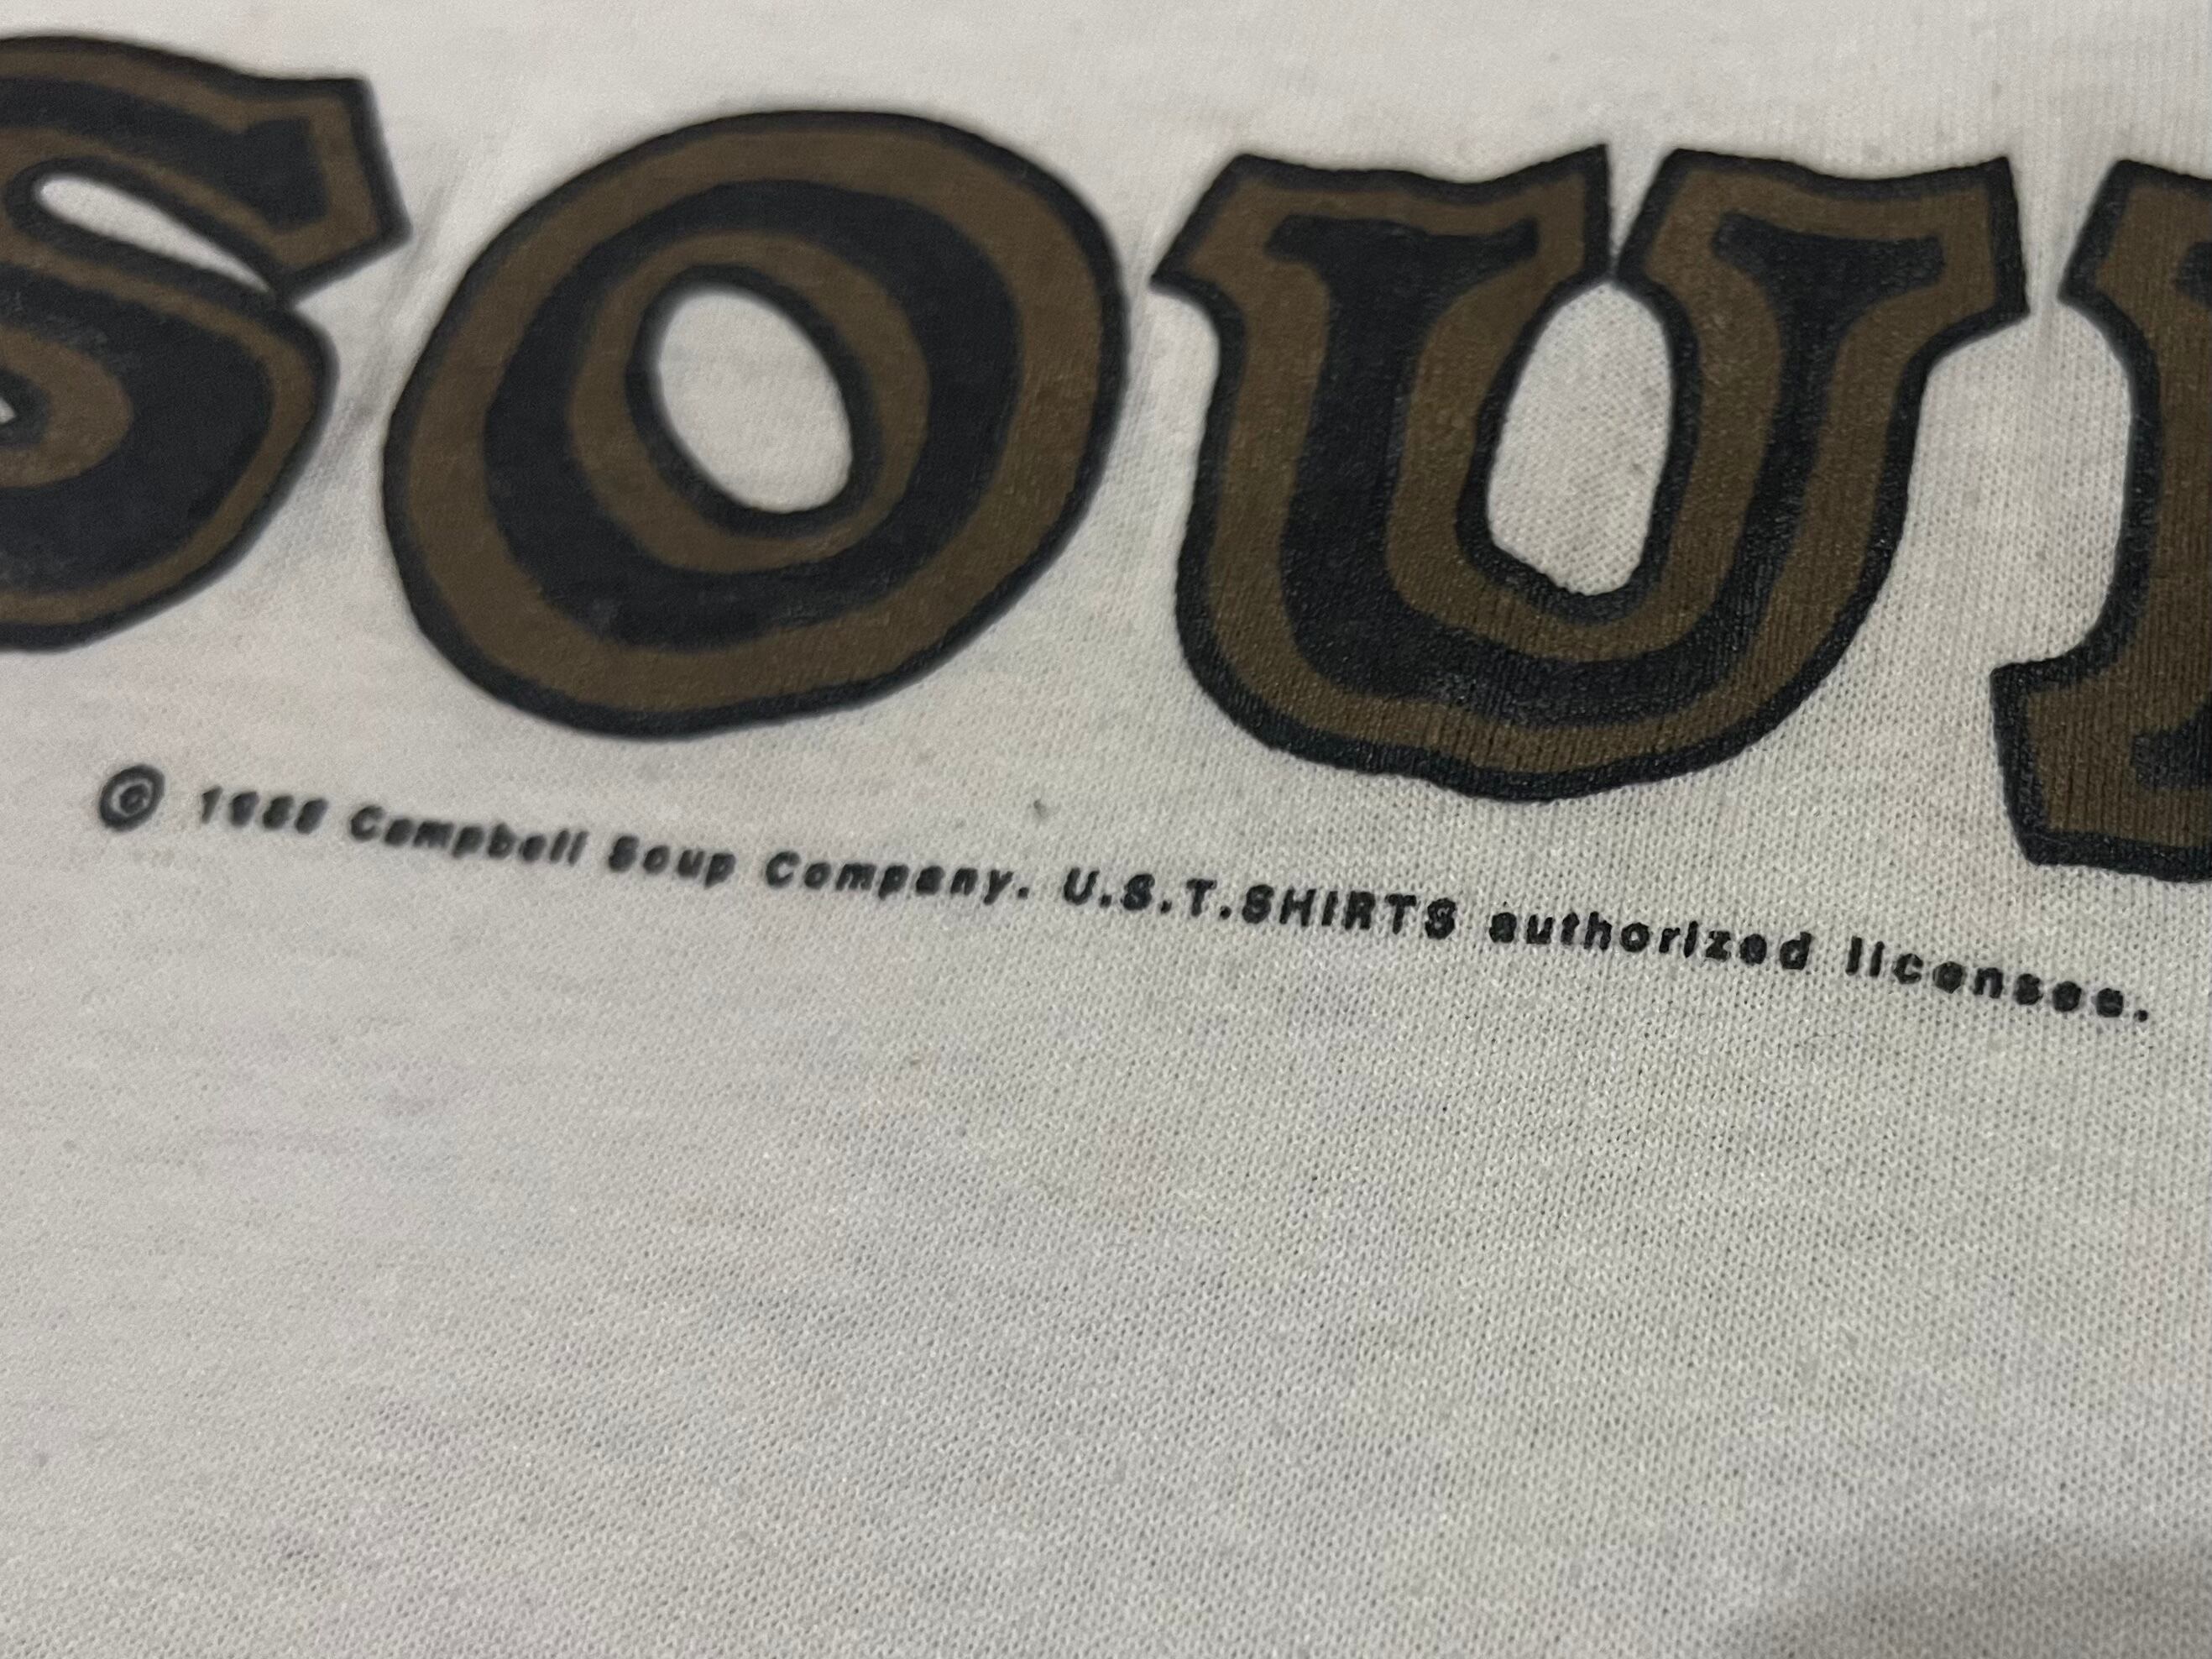 SOUP
© 1988 Campbell Soup Company. U.S.T.SHIRTS authorized licensee.